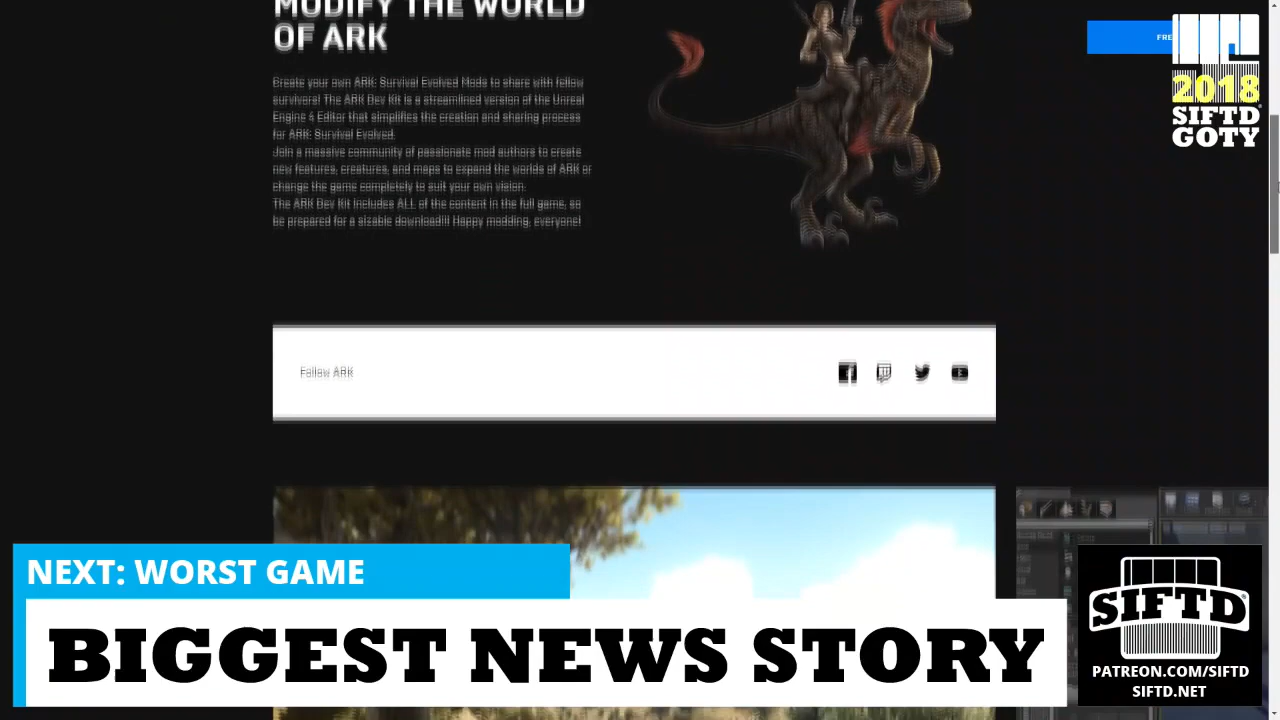 MODIFY THE WORLD
OF ARK
Create your own ARK: Survival Evolved Mods to share with fellow
survivors! The ARK Dev Kit is a streamlined version of the Unreal
Engine 4 Editor that simplifies the creation and sharing process
for ARK: Survival Evolved.
Join a massive community of passionate mod authors to create
new features, creatures, and maps to expand the worlds of ARK or
change the game completely to suit your own vision.
The ARK Dev Kit includes ALL of the content in the full game, so
be prepared for a sizable download!!! Happy modding, everyone!
FRE
2018
SIFTD
GOTY
Follow ARK
NEXT: WORST GAME
BIGGEST NEWS STORY
SIFTD
PATREON.COM/SIFTD
SIFTD.NET